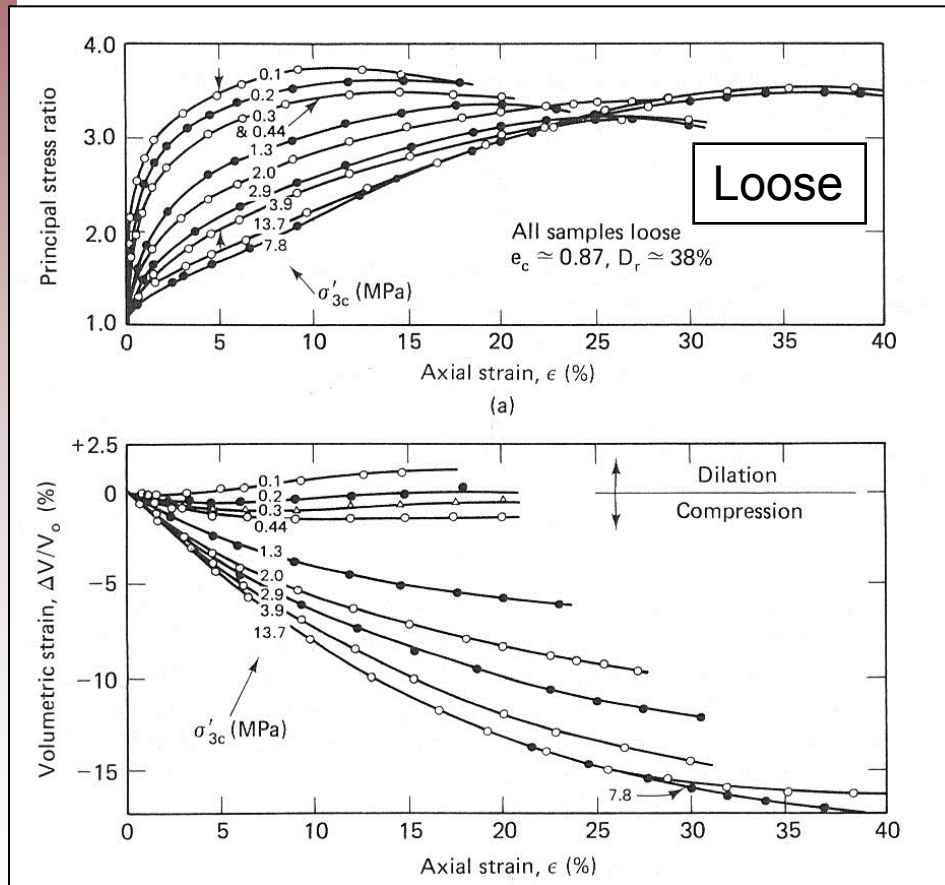 4.0
3.0
2.0
1.0
Principal stress ratio
0.1
0.2
0.3
& 0.44
1.3
2.0
2.9
3.9
13.7
7.8
σ′3c (MPa)
Loose
All samples loose
ec ≃ 0.87, Dr ≃ 38%
0 5 10 15 20 25 30 35 40
Axial strain, ϵ (%)
(a)
+2.5
0
−5
−10
−15
Volumetric strain, ΔV/Vo (%)
0.1
0.2
0.3
0.44
1.3
2.0
2.9
3.9
13.7
σ′3c (MPa)
Dilation
Compression
7.8
0 5 10 15 20 25 30 35 40
Axial strain, ϵ (%)